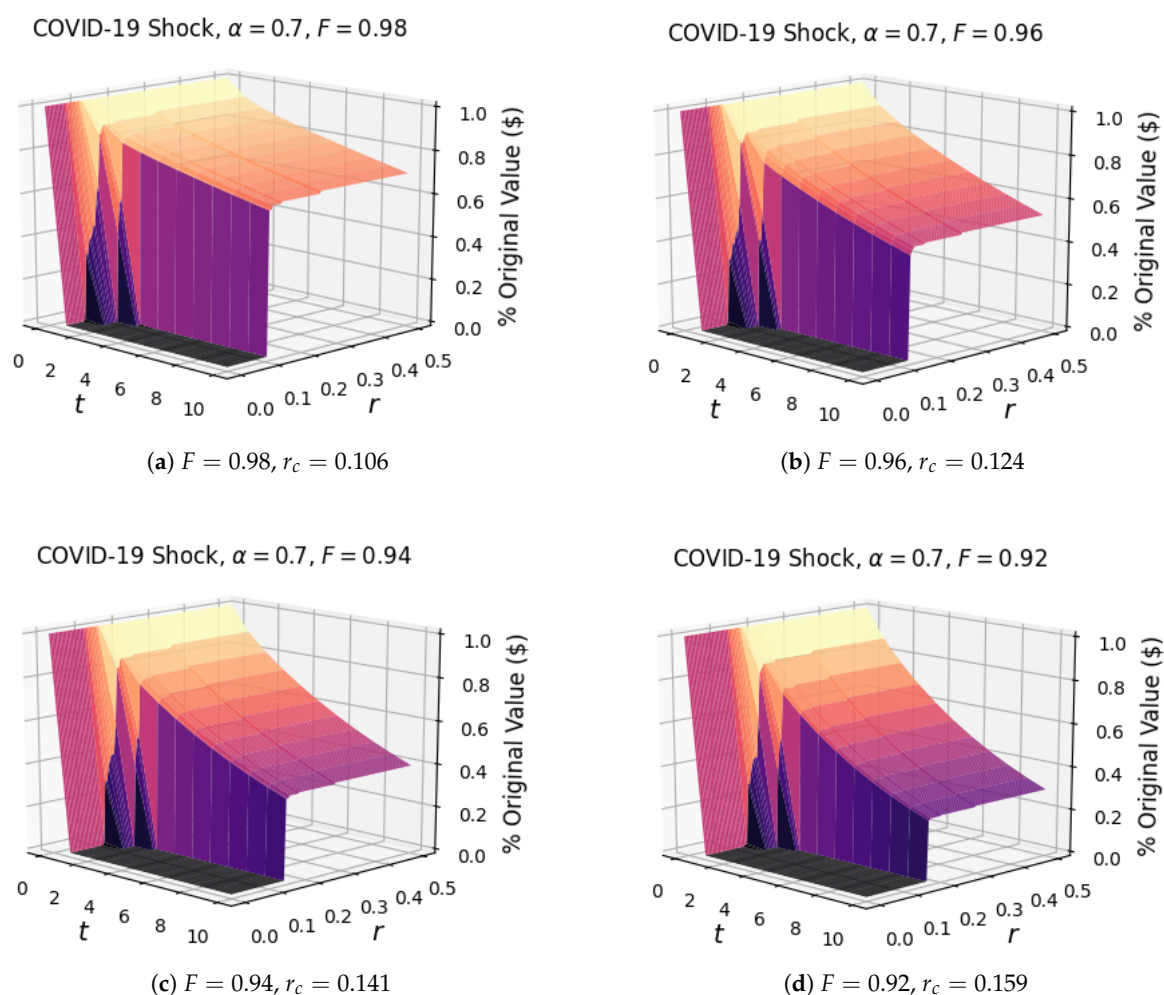 COVID-19 Shock, α = 0.7, F = 0.98
1.0
0.8
0.6
0.4
0.2
0.0
% Original Value ($)
0 2 4 6 8 10
t
0.0 0.1 0.2 0.3 0.4 0.5
r
(a) F = 0.98, r_c = 0.106
COVID-19 Shock, α = 0.7, F = 0.96
1.0
0.8
0.6
0.4
0.2
0.0
% Original Value ($)
0 2 4 6 8 10
t
0.0 0.1 0.2 0.3 0.4 0.5
r
(b) F = 0.96, r_c = 0.124
COVID-19 Shock, α = 0.7, F = 0.94
1.0
0.8
0.6
0.4
0.2
0.0
% Original Value ($)
0 2 4 6 8 10
t
0.0 0.1 0.2 0.3 0.4 0.5
r
(c) F = 0.94, r_c = 0.141
COVID-19 Shock, α = 0.7, F = 0.92
1.0
0.8
0.6
0.4
0.2
0.0
% Original Value ($)
0 2 4 6 8 10
t
0.0 0.1 0.2 0.3 0.4 0.5
r
(d) F = 0.92, r_c = 0.159